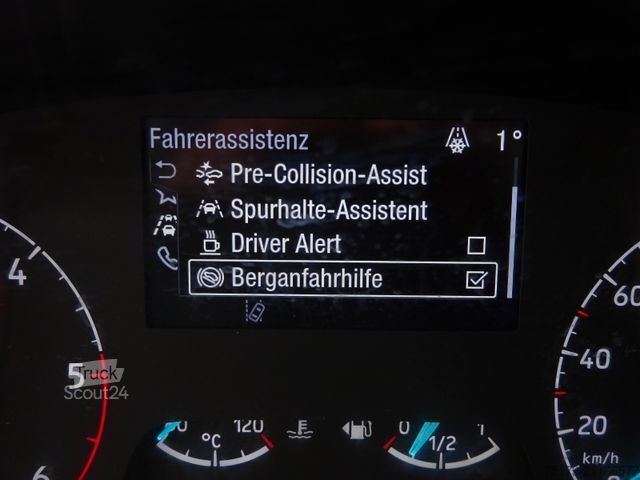 Fahrerassistenz 1°
Pre-Collision-Assist
Spurhalte-Assistent
Driver Alert
Berganfahrhilfe
4
5
6
Truck
Scout24
120
°C
0 1/2 1
60
40
20
km/h